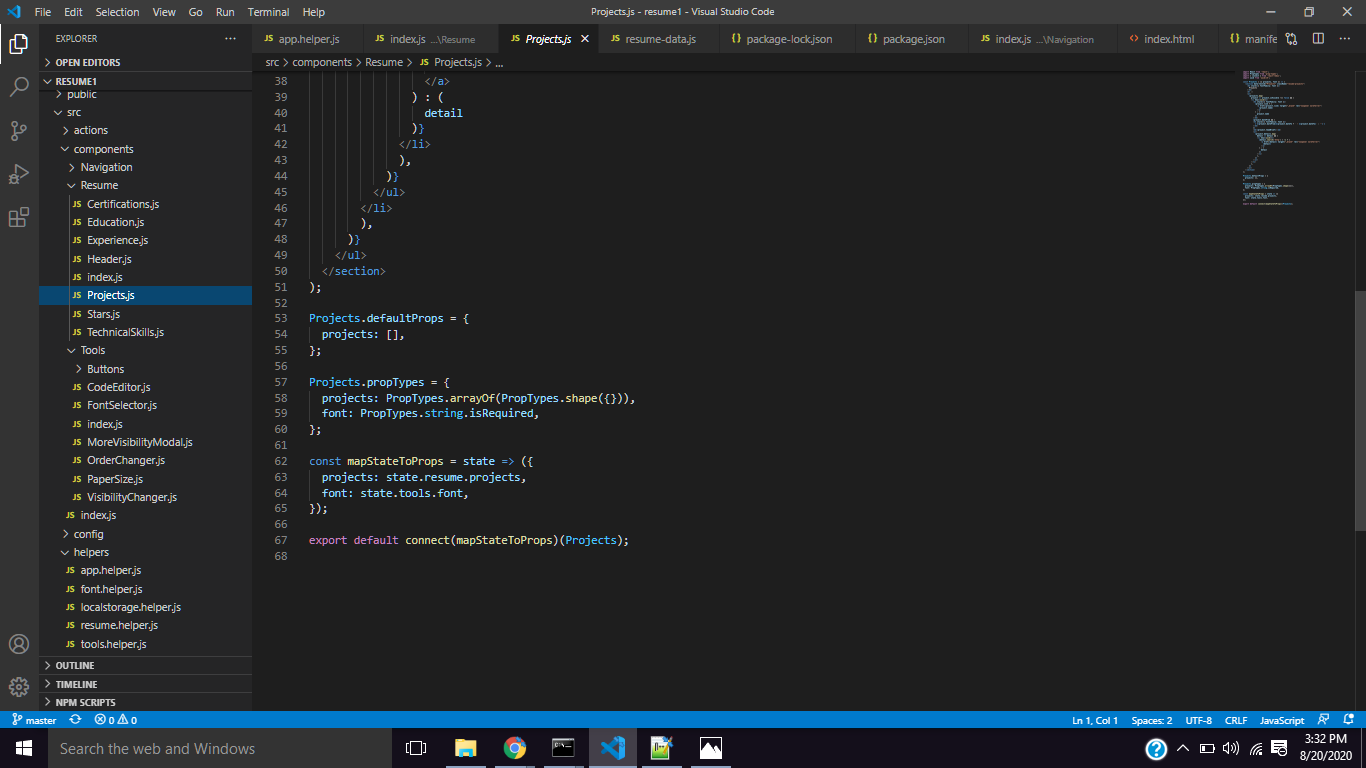 File Edit Selection View Go Run Terminal Help Projects.js - resume1 - Visual Studio Code
EXPLORER
OPEN EDITORS
RESUME1
public
src
actions
components
Navigation
Resume
JS Certifications.js
JS Education.js
JS Experience.js
JS Header.js
JS index.js
JS Projects.js
JS Stars.js
JS TechnicalSkills.js
Tools
Buttons
JS CodeEditor.js
JS FontSelector.js
JS index.js
JS MoreVisibilityModal.js
JS OrderChanger.js
JS PaperSize.js
JS VisibilityChanger.js
JS index.js
config
helpers
JS app.helper.js
JS font.helper.js
JS localstorage.helper.js
JS resume.helper.js
JS tools.helper.js
OUTLINE
TIMELINE
NPM SCRIPTS
JS app.helper.js JS index.js ...\Resume JS Projects.js JS resume-data.js {} package-lock.json {} package.json JS index.js ...\Navigation <> index.html {} manife
src > components > Resume > JS Projects.js > ...
38 </a>
39 ) : (
40 detail
41 )}
42 </li>
43 ),
44 )}
45 </ul>
46 </li>
47 ),
48 )}
49 </ul>
50 </section>
51 );
52
53 Projects.defaultProps = {
54 projects: [],
55 };
56
57 Projects.propTypes = {
58 projects: PropTypes.arrayOf(PropTypes.shape({})),
59 font: PropTypes.string.isRequired,
60 };
61
62 const mapStateToProps = state => ({
63 projects: state.resume.projects,
64 font: state.tools.font,
65 });
66
67 export default connect(mapStateToProps)(Projects);
68
master 0 0 Ln 1, Col 1 Spaces: 2 UTF-8 CRLF JavaScript
Search the web and Windows
3:32 PM
8/20/2020